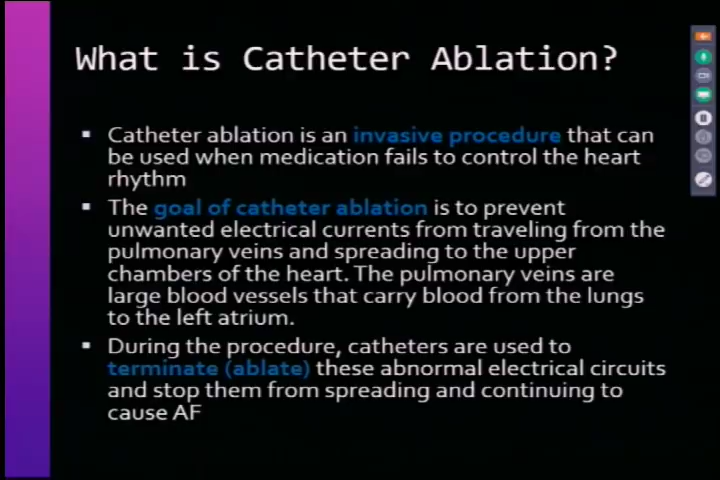 What is Catheter Ablation?
▪ Catheter ablation is an invasive procedure that can
be used when medication fails to control the heart
rhythm
▪ The goal of catheter ablation is to prevent
unwanted electrical currents from traveling from the
pulmonary veins and spreading to the upper
chambers of the heart. The pulmonary veins are
large blood vessels that carry blood from the lungs
to the left atrium.
▪ During the procedure, catheters are used to
terminate (ablate) these abnormal electrical circuits
and stop them from spreading and continuing to
cause AF